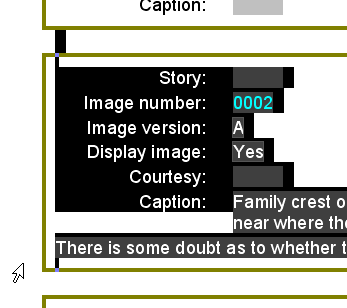 Caption:
Story:
Image number: 0002
Image version: A
Display image: Yes
Courtesy:
Caption: Family crest o
near where the
There is some doubt as to whether t